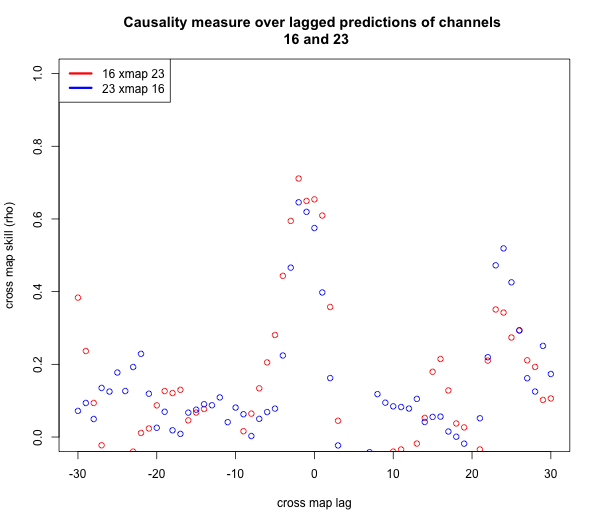 Causality measure over lagged predictions of channels
16 and 23
16 xmap 23
23 xmap 16
cross map skill (rho)
1.0
0.8
0.6
0.4
0.2
0.0
-30 -20 -10 0 10 20 30
cross map lag